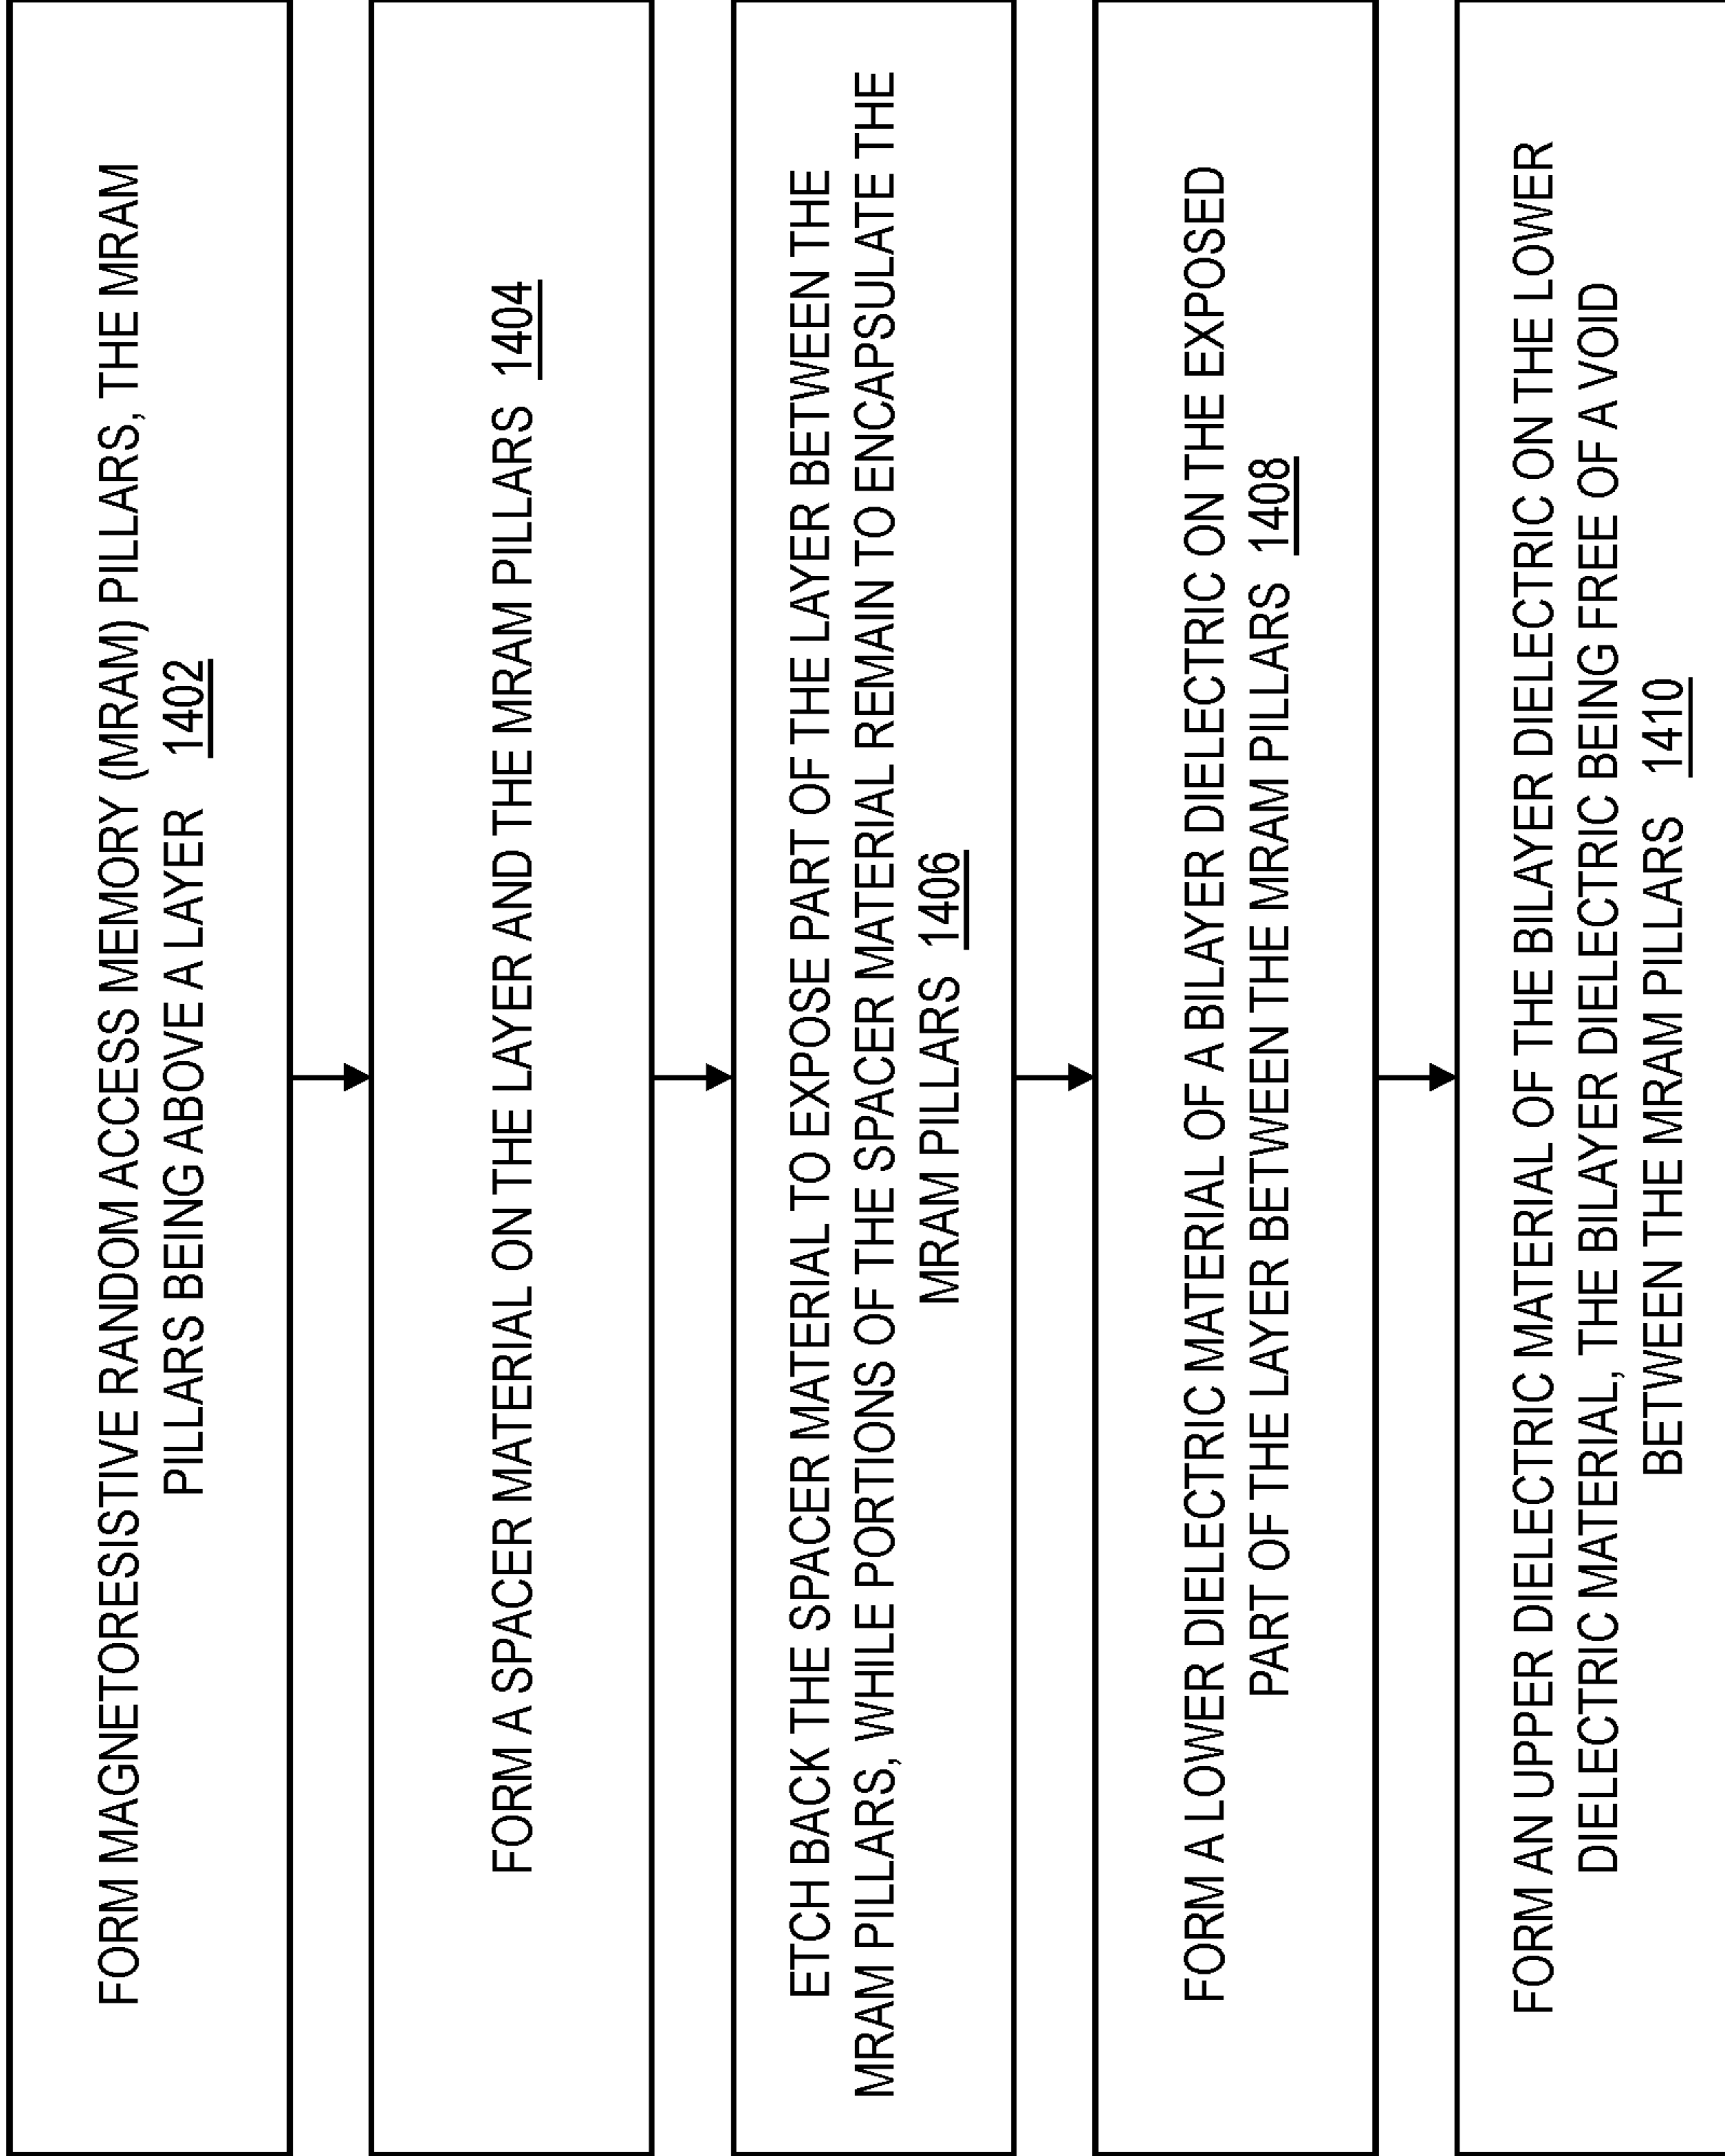 FORM MAGNETORESISTIVE RANDOM ACCESS MEMORY (MRAM) PILLARS, THE MRAM
PILLARS BEING ABOVE A LAYER 1402
FORM A SPACER MATERIAL ON THE LAYER AND THE MRAM PILLARS 1404
ETCH BACK THE SPACER MATERIAL TO EXPOSE PART OF THE LAYER BETWEEN THE
MRAM PILLARS, WHILE PORTIONS OF THE SPACER MATERIAL REMAIN TO ENCAPSULATE THE
MRAM PILLARS 1406
FORM A LOWER DIELECTRIC MATERIAL OF A BILAYER DIELECTRIC ON THE EXPOSED
PART OF THE LAYER BETWEEN THE MRAM PILLARS 1408
FORM AN UPPER DIELECTRIC MATERIAL OF THE BILAYER DIELECTRIC ON THE LOWER
DIELECTRIC MATERIAL, THE BILAYER DIELECTRIC BEING FREE OF A VOID
BETWEEN THE MRAM PILLARS 1410